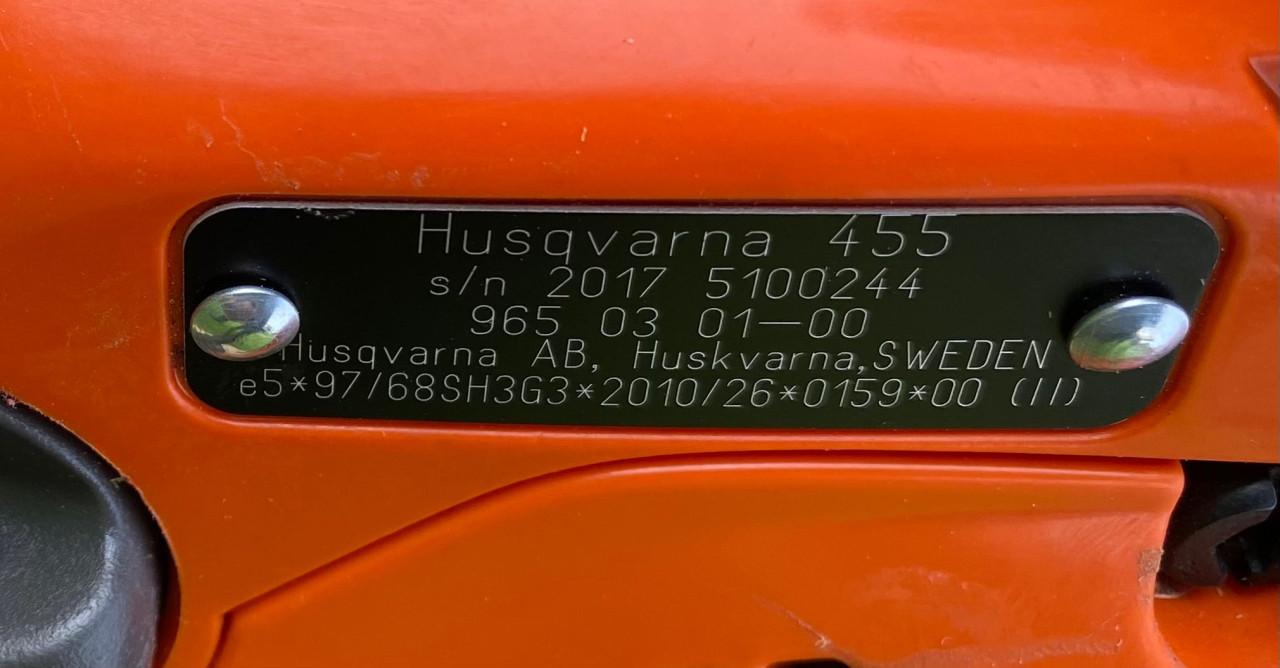 Husqvarna 455
s/n 2017 5100244
965 03 01—00
Husqvarna AB, Huskvarna,SWEDEN
e5*97/68SH3G3*2010/26*0159*00 (II)